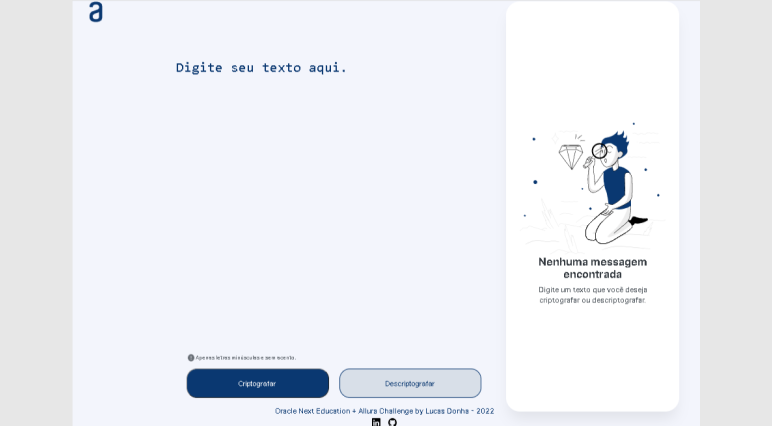 a
Digite seu texto aqui.
Nenhuma messagem
encontrada
Digite um texto que você deseja
criptografar ou descriptografar.
Apenas letras minúsculas e sem acento.
Criptografar
Descriptografar
Oracle Next Education + Allura Challenge by Lucas Donha - 2022
in